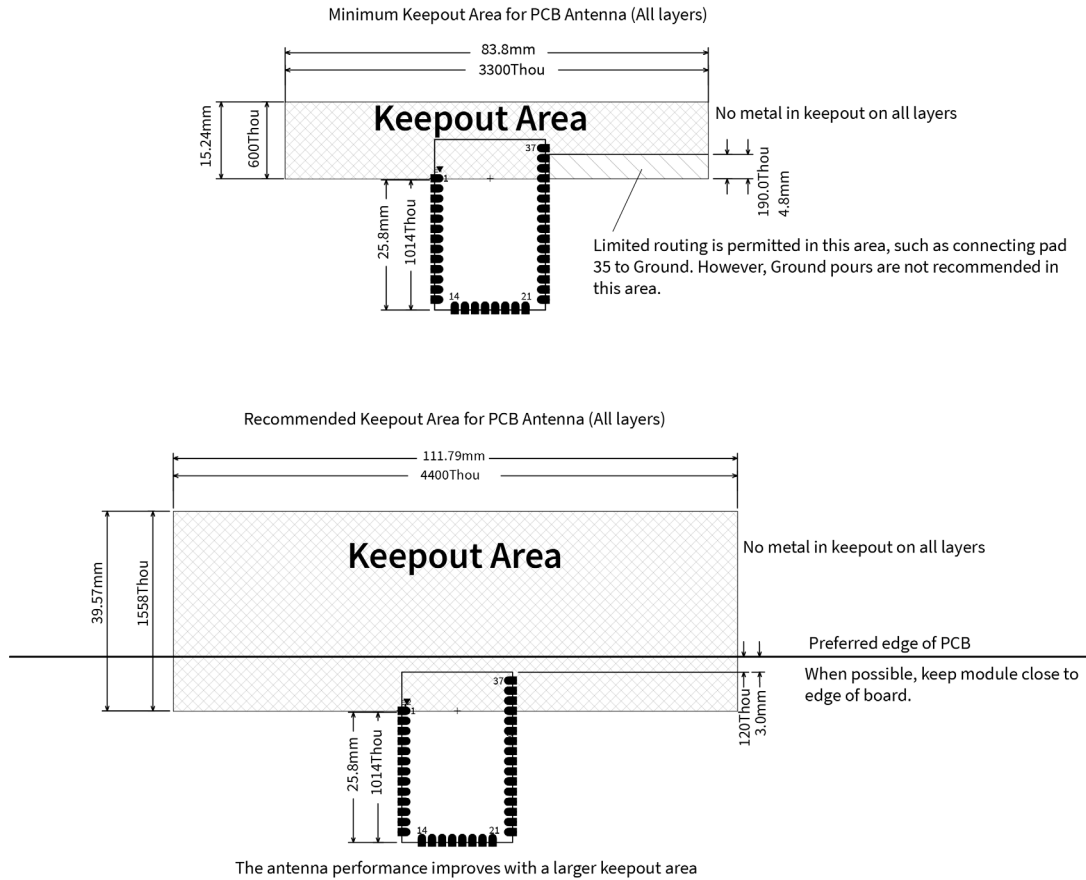 Minimum Keepout Area for PCB Antenna (All layers)
83.8mm
3300Thou
Keepout Area
No metal in keepout on all layers
15.24mm
600Thou
37
1
190.0Thou
4.8mm
25.8mm
1014Thou
Limited routing is permitted in this area, such as connecting pad
35 to Ground. However, Ground pours are not recommended in
this area.
14
21
Recommended Keepout Area for PCB Antenna (All layers)
111.79mm
4400Thou
Keepout Area
No metal in keepout on all layers
39.57mm
1558Thou
Preferred edge of PCB
When possible, keep module close to
edge of board.
37
1
120Thou
3.0mm
25.8mm
1014Thou
14
21
The antenna performance improves with a larger keepout area